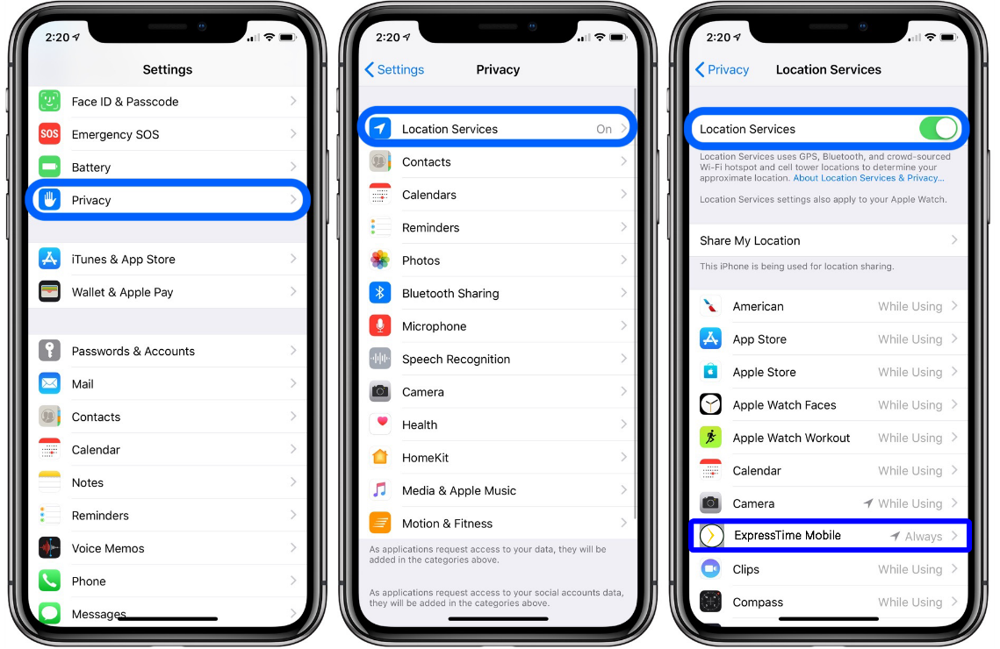 2:20
Settings
Face ID & Passcode
SOS
Emergency SOS
Battery
Privacy
iTunes & App Store
Wallet & Apple Pay
Passwords & Accounts
Mail
Contacts
Calendar
Notes
Reminders
Voice Memos
Phone
Messages
2:20
Settings
Privacy
Location Services On
Contacts
Calendars
Reminders
Photos
Bluetooth Sharing
Microphone
Speech Recognition
Camera
Health
HomeKit
Media & Apple Music
Motion & Fitness
As applications request access to your data, they will be
added in the categories above.
As applications request access to your social accounts data,
they will be added in the categories above.
2:20
Privacy
Location Services
Location Services
Location Services uses GPS, Bluetooth, and crowd-sourced
Wi-Fi hotspot and cell tower locations to determine your
approximate location. About Location Services & Privacy...
Location Services settings also apply to your Apple Watch.
Share My Location
This iPhone is being used for location sharing.
American While Using
App Store While Using
Apple Store While Using
Apple Watch Faces While Using
Apple Watch Workout While Using
Calendar While Using
Camera While Using
ExpressTime Mobile Always
Clips While Using
Compass While Using